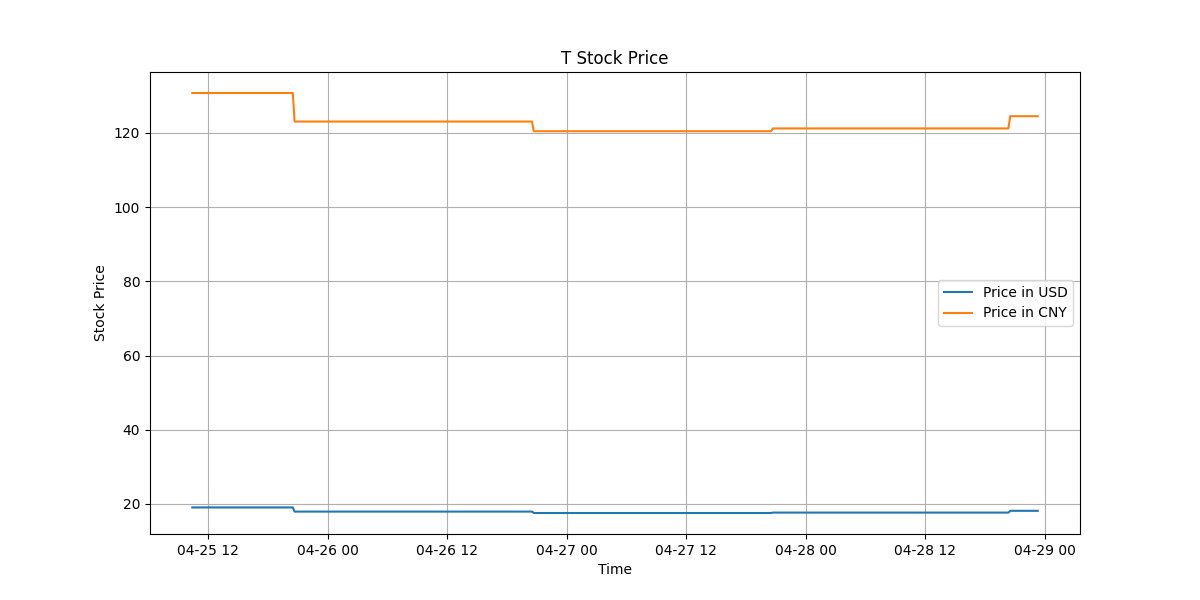 T Stock Price
Stock Price
120
100
80
60
40
20
Price in USD
Price in CNY
04-25 12
04-26 00
04-26 12
04-27 00
04-27 12
04-28 00
04-28 12
04-29 00
Time